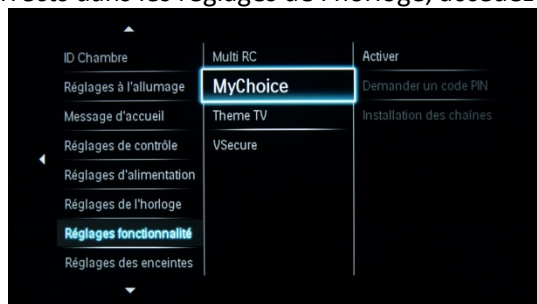 ID Chambre
Réglages à l'allumage
Message d'accueil
Réglages de contrôle
Réglages d'alimentation
Réglages de l'horloge
Réglages fonctionnalité
Réglages des enceintes
Multi RC
MyChoice
Theme TV
VSecure
Activer
Demander un code PIN
Installation des chaînes